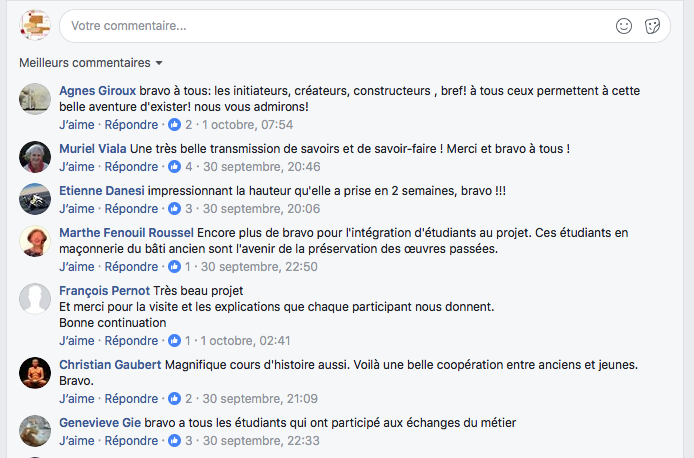 Votre commentaire...
Meilleurs commentaires
Agnes Giroux bravo à tous: les initiateurs, créateurs, constructeurs , bref! à tous ceux permettent à cette
belle aventure d'exister! nous vous admirons!
J'aime · Répondre · 2 · 1 octobre, 07:54
Muriel Viala Une très belle transmission de savoirs et de savoir-faire ! Merci et bravo à tous !
J'aime · Répondre · 4 · 30 septembre, 20:46
Etienne Danesi impressionnant la hauteur qu'elle a prise en 2 semaines, bravo !!!
J'aime · Répondre · 3 · 30 septembre, 20:06
Marthe Fenouil Roussel Encore plus de bravo pour l'intégration d'étudiants au projet. Ces étudiants en
maçonnerie du bâti ancien sont l'avenir de la préservation des œuvres passées.
J'aime · Répondre · 1 · 30 septembre, 22:50
François Pernot Très beau projet
Et merci pour la visite et les explications que chaque participant nous donnent.
Bonne continuation
J'aime · Répondre · 1 · 1 octobre, 02:41
Christian Gaubert Magnifique cours d'histoire aussi. Voilà une belle coopération entre anciens et jeunes.
Bravo.
J'aime · Répondre · 2 · 30 septembre, 21:09
Genevieve Gie bravo a tous les étudiants qui ont participé aux échanges du métier
J'aime · Répondre · 3 · 30 septembre, 22:33